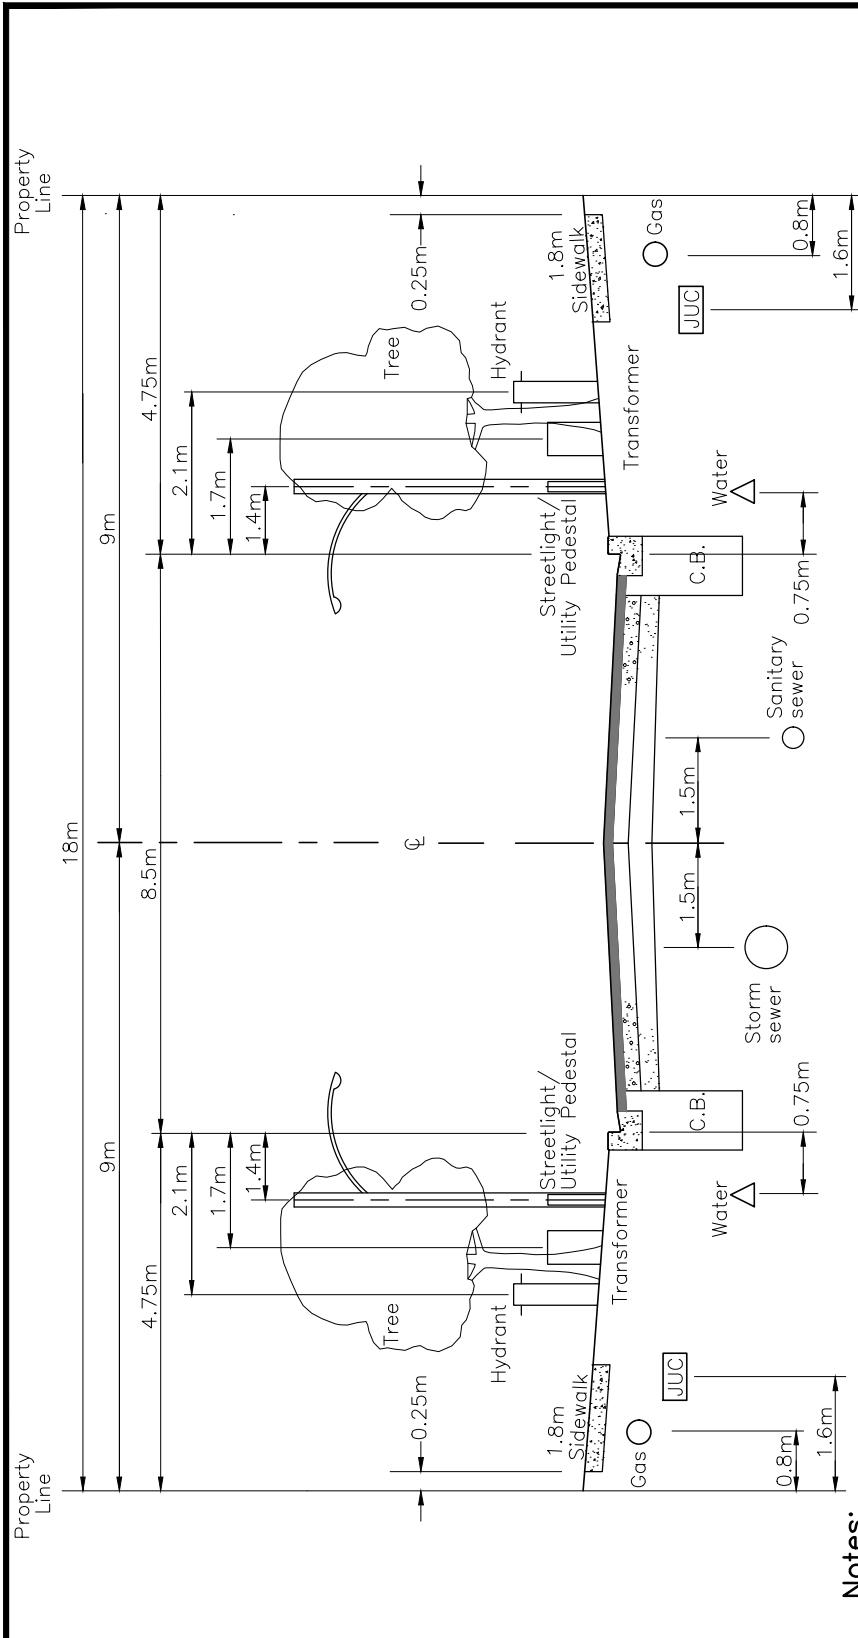 Property
Line
Property
Line
18m
9m
9m
4.75m
8.5m
4.75m
2.1m
1.7m
1.4m
2.1m
1.7m
1.4m
0.25m
0.25m
Tree
Tree
℄
Hydrant
Hydrant
Streetlight/
Utility Pedestal
Streetlight/
Utility Pedestal
1.8m
Sidewalk
1.8m
Sidewalk
Transformer
Transformer
Gas
Gas
JUC
JUC
C.B.
C.B.
Water
Water
1.5m
1.5m
Storm
sewer
Sanitary
sewer
0.75m
0.75m
0.8m
0.8m
1.6m
1.6m
Notes: